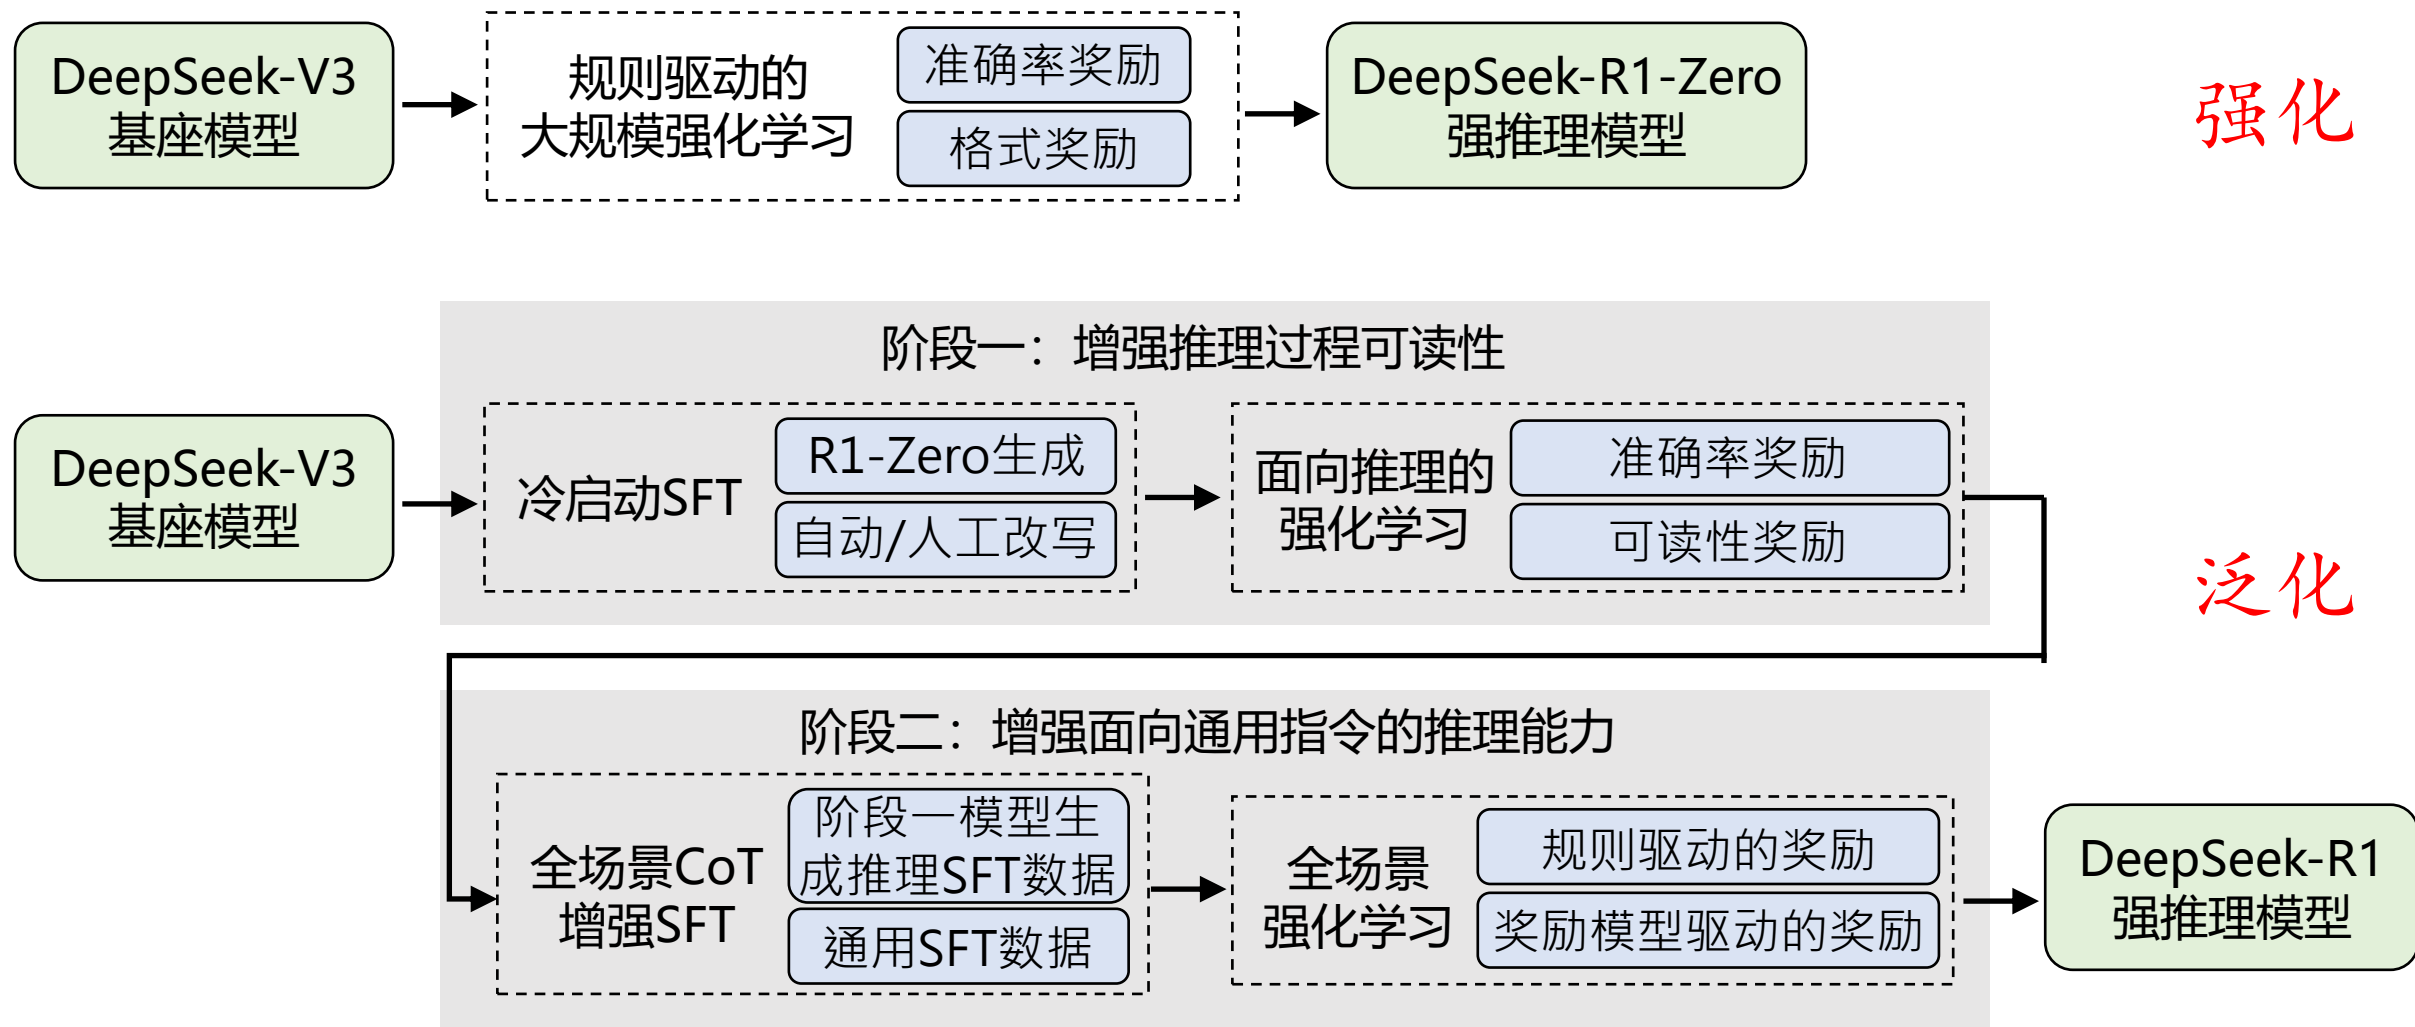 DeepSeek-V3
基座模型
规则驱动的
大规模强化学习
准确率奖励
格式奖励
DeepSeek-R1-Zero
强推理模型
强化
阶段一：增强推理过程可读性
DeepSeek-V3
基座模型
冷启动SFT
R1-Zero生成
自动/人工改写
面向推理的
强化学习
准确率奖励
可读性奖励
泛化
阶段二：增强面向通用指令的推理能力
全场景CoT
增强SFT
阶段一模型生
成推理SFT数据
通用SFT数据
全场景
强化学习
规则驱动的奖励
奖励模型驱动的奖励
DeepSeek-R1
强推理模型